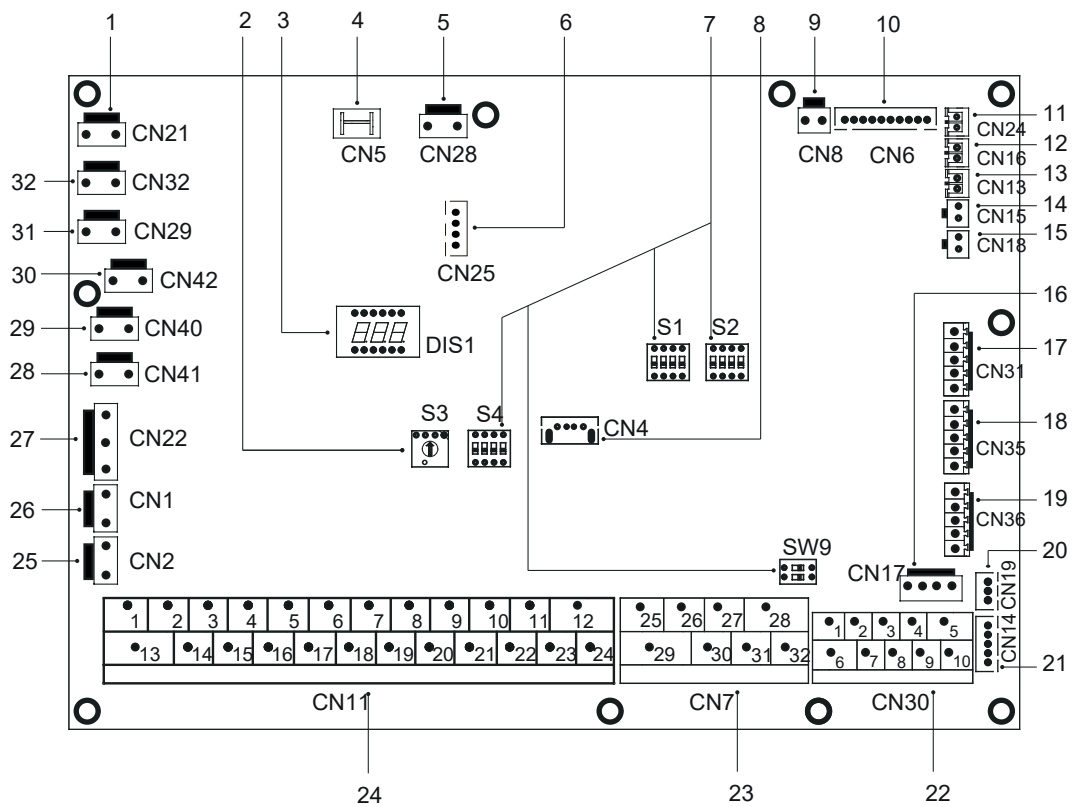 1 2 3 4 5 6 7 8 9 10
CN21
CN5
CN28
CN8
CN6
CN24 11
CN16 12
CN13 13
CN15 14
CN18 15
32 CN32
31 CN29
30 CN42
CN25
29 CN40
28 CN41
DIS1
S1 S2
16
17
CN31
18
CN35
19
CN36
20
27 CN22
S3 S4
CN4
26 CN1
25 CN2
SW9
CN17
CN19
CN14
21
1 2 3 4 5 6 7 8 9 10 11 12
13 14 15 16 17 18 19 20 21 22 23 24
CN11
25 26 27 28
29 30 31 32
CN7
1 2 3 4 5
6 7 8 9 10
CN30
24 23 22